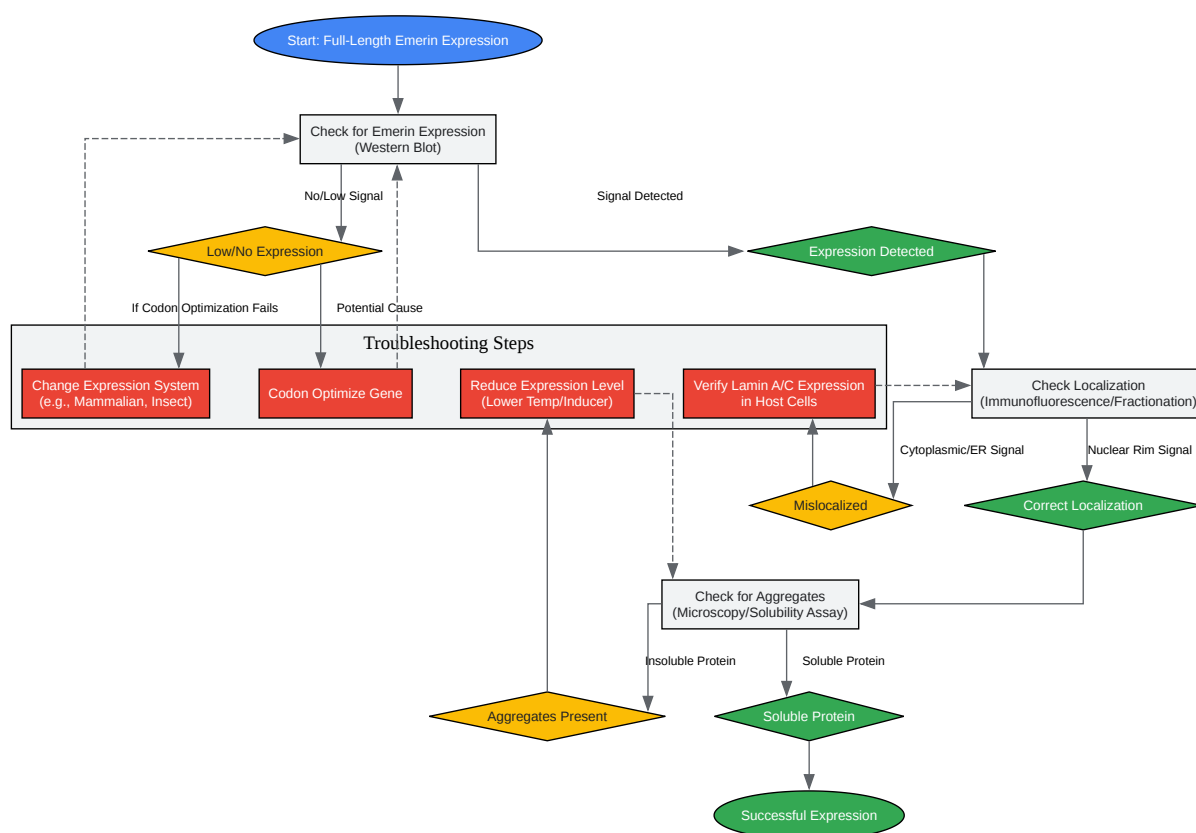 Start: Full-Length Emerin Expression
Check for Emerin Expression
(Western Blot)
No/Low Signal
Signal Detected
Low/No Expression
Expression Detected
If Codon Optimization Fails
Potential Cause
Troubleshooting Steps
Change Expression System
(e.g., Mammalian, Insect)
Codon Optimize Gene
Reduce Expression Level
(Lower Temp/Inducer)
Verify Lamin A/C Expression
in Host Cells
Check Localization
(Immunofluorescence/Fractionation)
Cytoplasmic/ER Signal
Nuclear Rim Signal
Mislocalized
Correct Localization
Check for Aggregates
(Microscopy/Solubility Assay)
Insoluble Protein
Soluble Protein
Aggregates Present
Soluble Protein
Successful Expression